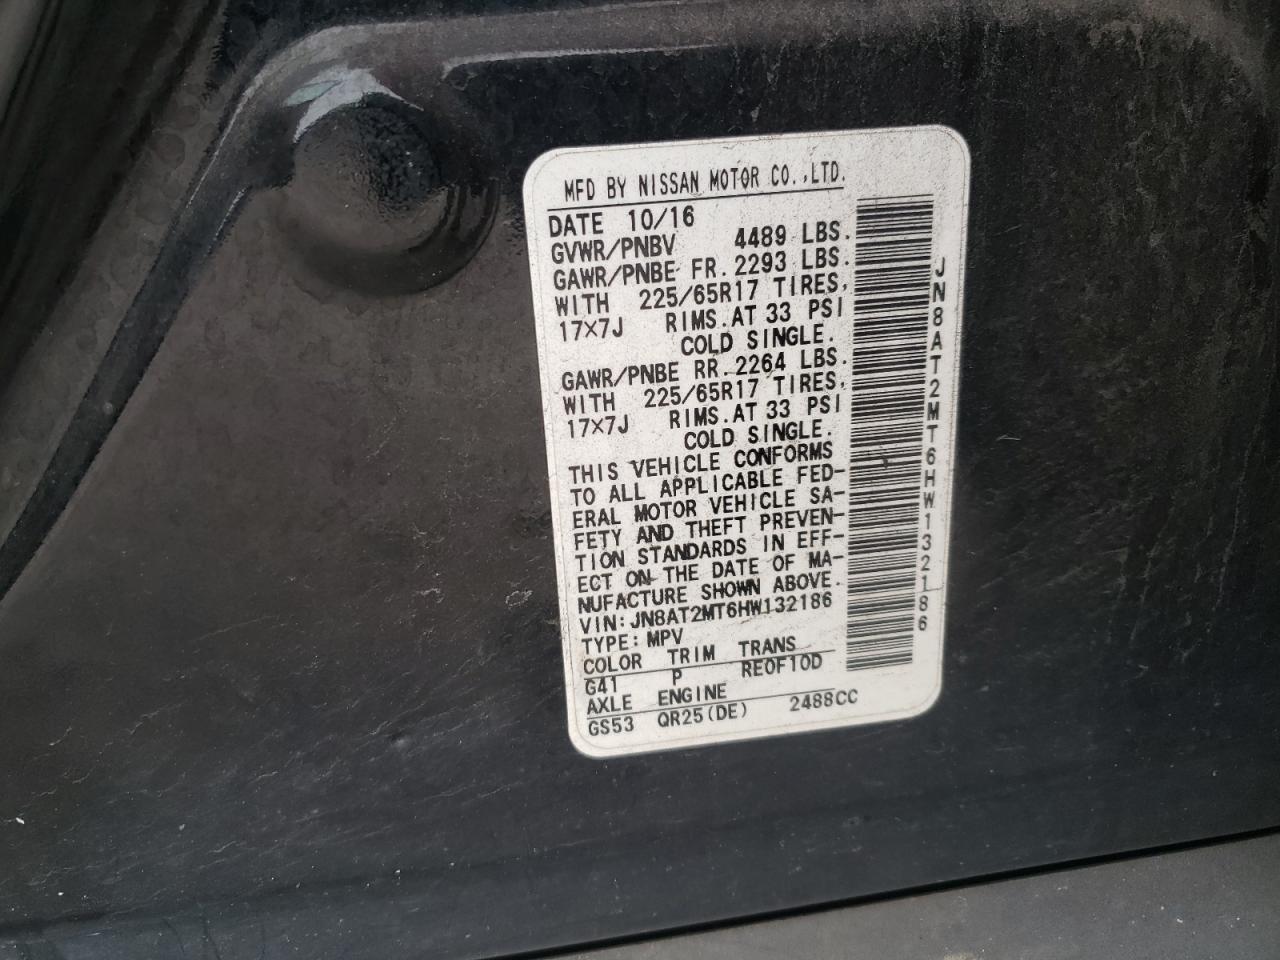 MFD BY NISSAN MOTOR CO.,LTD.
DATE 10/16
GVWR/PNBV 4489 LBS.
GAWR/PNBE FR. 2293 LBS.
WITH 225/65R17 TIRES,
17×7J RIMS. AT 33 PSI
COLD SINGLE.
GAWR/PNBE RR. 2264 LBS.
WITH 225/65R17 TIRES,
17×7J RIMS. AT 33 PSI
COLD SINGLE.
THIS VEHICLE CONFORMS
TO ALL APPLICABLE FED-
ERAL MOTOR VEHICLE SA-
FETY AND THEFT PREVEN-
TION STANDARDS IN EFF-
ECT ON THE DATE OF MA-
NUFACTURE SHOWN ABOVE.
VIN: JN8AT2MT6HW132186
TYPE: MPV
COLOR TRIM TRANS
G41 P RE0F10D
AXLE ENGINE
GS53 QR25(DE) 2488CC
JN8AT2MT6HW132186